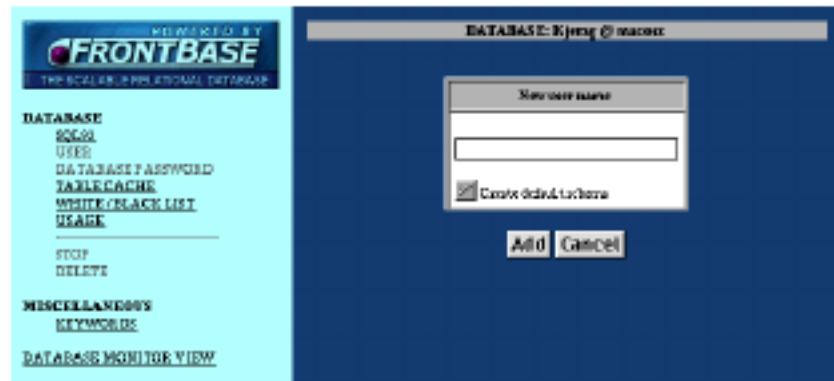 POWERED BY
FRONTBASE
THE SCALABLE RELATIONAL DATABASE
DATABASE
USER
DATABASE PASSWORD
TABLE CACHE
WHITE / BLACK LIST
USAGE
STOP
DELETE
MISCELLANEOUS
KEYWORDS
DATABASE MONITOR VIEW
DATABASE: @ macosx
New user name
Create default schema
Add Cancel